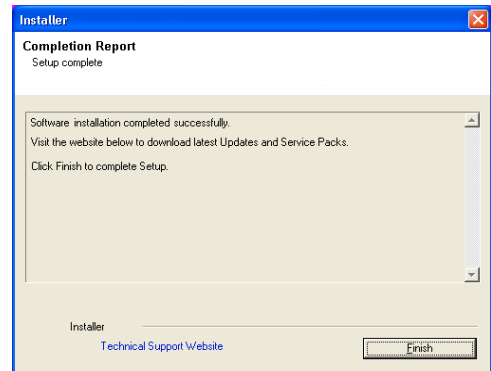 Installer
Completion Report
Setup complete
Software installation completed successfully.
Visit the website below to download latest Updates and Service Packs.
Click Finish to complete Setup.
Installer
Technical Support Website
Finish